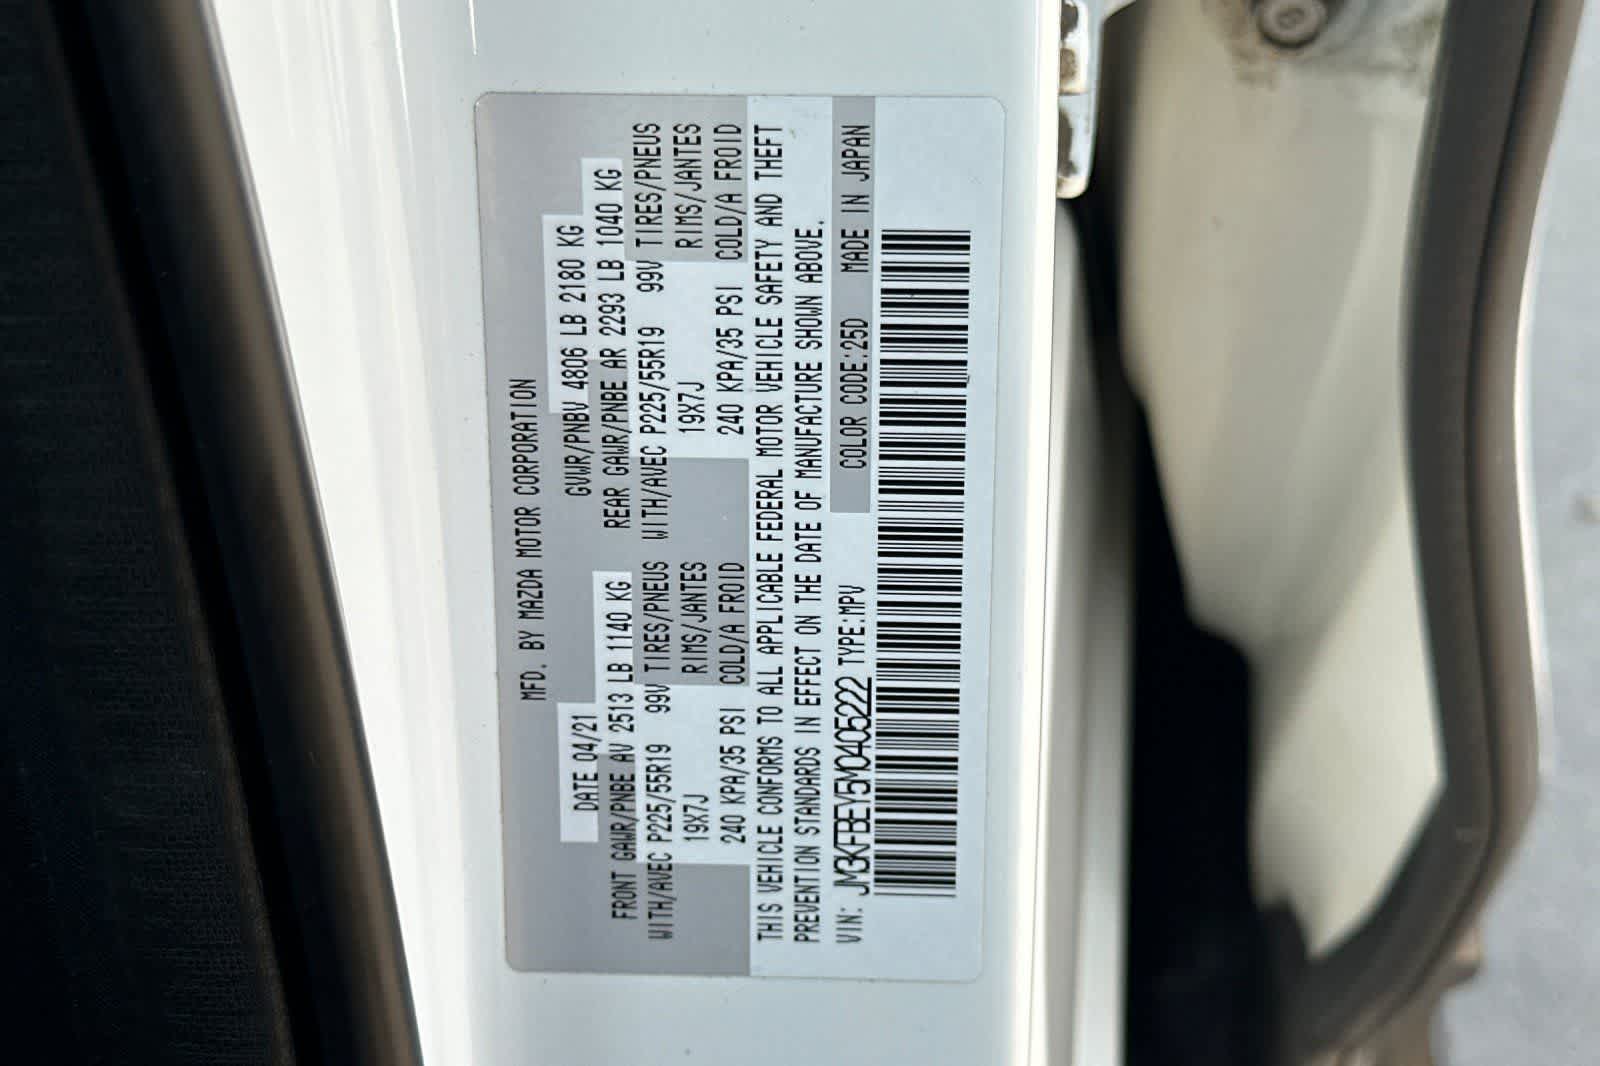 MFD. BY MAZDA MOTOR CORPORATION
DATE 04/21 GVWR/PNBV 4806 LB 2180 KG
FRONT GAWR/PNBE AV 2513 LB 1140 KG REAR GAWR/PNBE AR 2293 LB 1040 KG
WITH/AVEC P225/55R19 99V TIRES/PNEUS WITH/AVEC P225/55R19 99V TIRES/PNEUS
19X7J RIMS/JANTES 19X7J RIMS/JANTES
240 KPA/35 PSI COLD/A FROID 240 KPA/35 PSI COLD/A FROID
THIS VEHICLE CONFORMS TO ALL APPLICABLE FEDERAL MOTOR VEHICLE SAFETY AND THEFT
PREVENTION STANDARDS IN EFFECT ON THE DATE OF MANUFACTURE SHOWN ABOVE.
VIN: JM3KFBEY5M0405222 TYPE:MPV COLOR CODE:25D MADE IN JAPAN